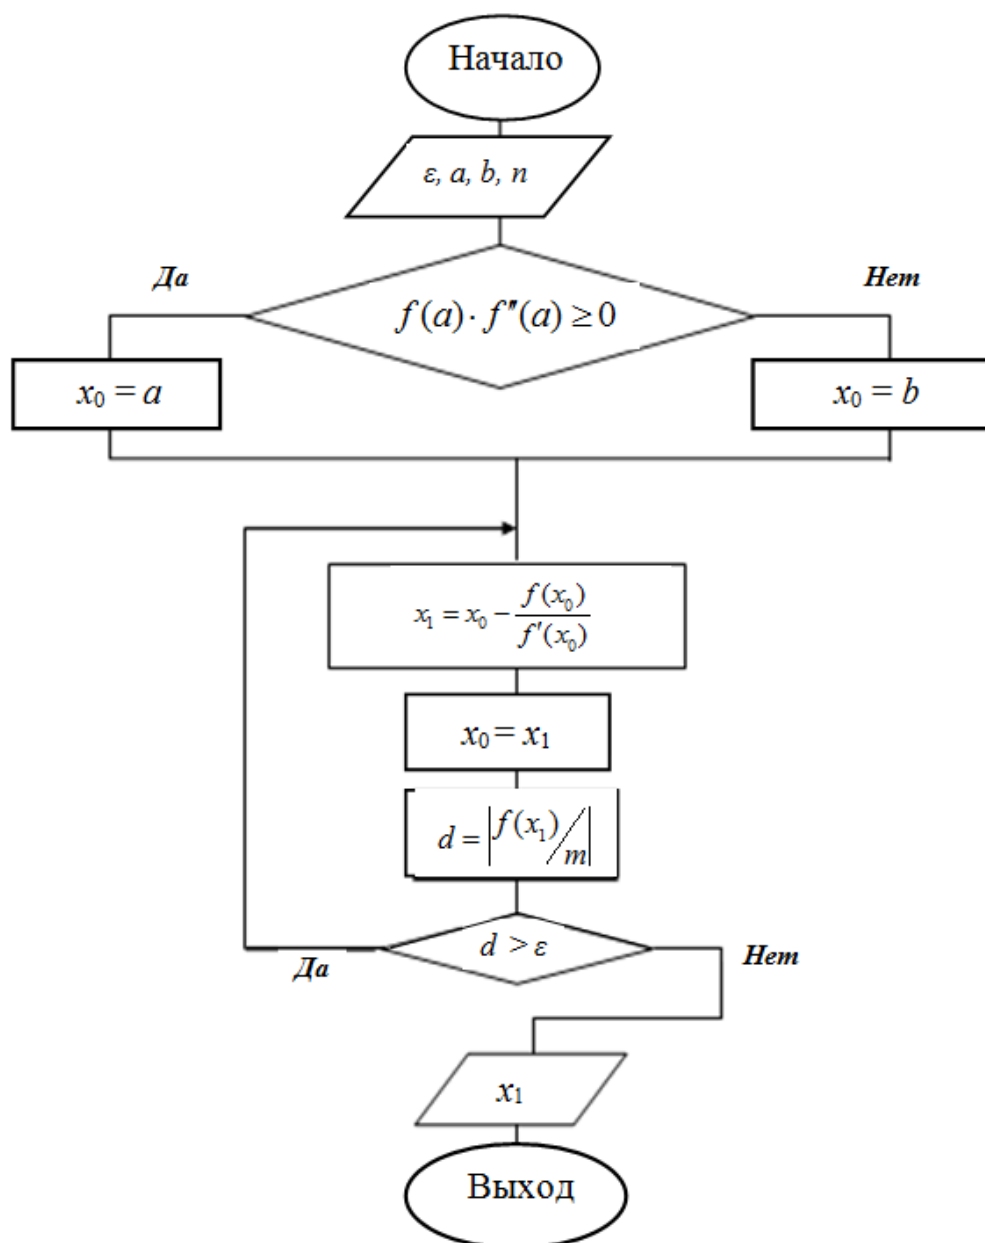 Начало
ε, a, b, n
Да
Нет
f(a) · f″(a) ≥ 0
x₀ = a
x₀ = b
x₁ = x₀ − f(x₀) / f′(x₀)
x₀ = x₁
d = |f(x₁)/m|
d > ε
Да
Нет
x₁
Выход